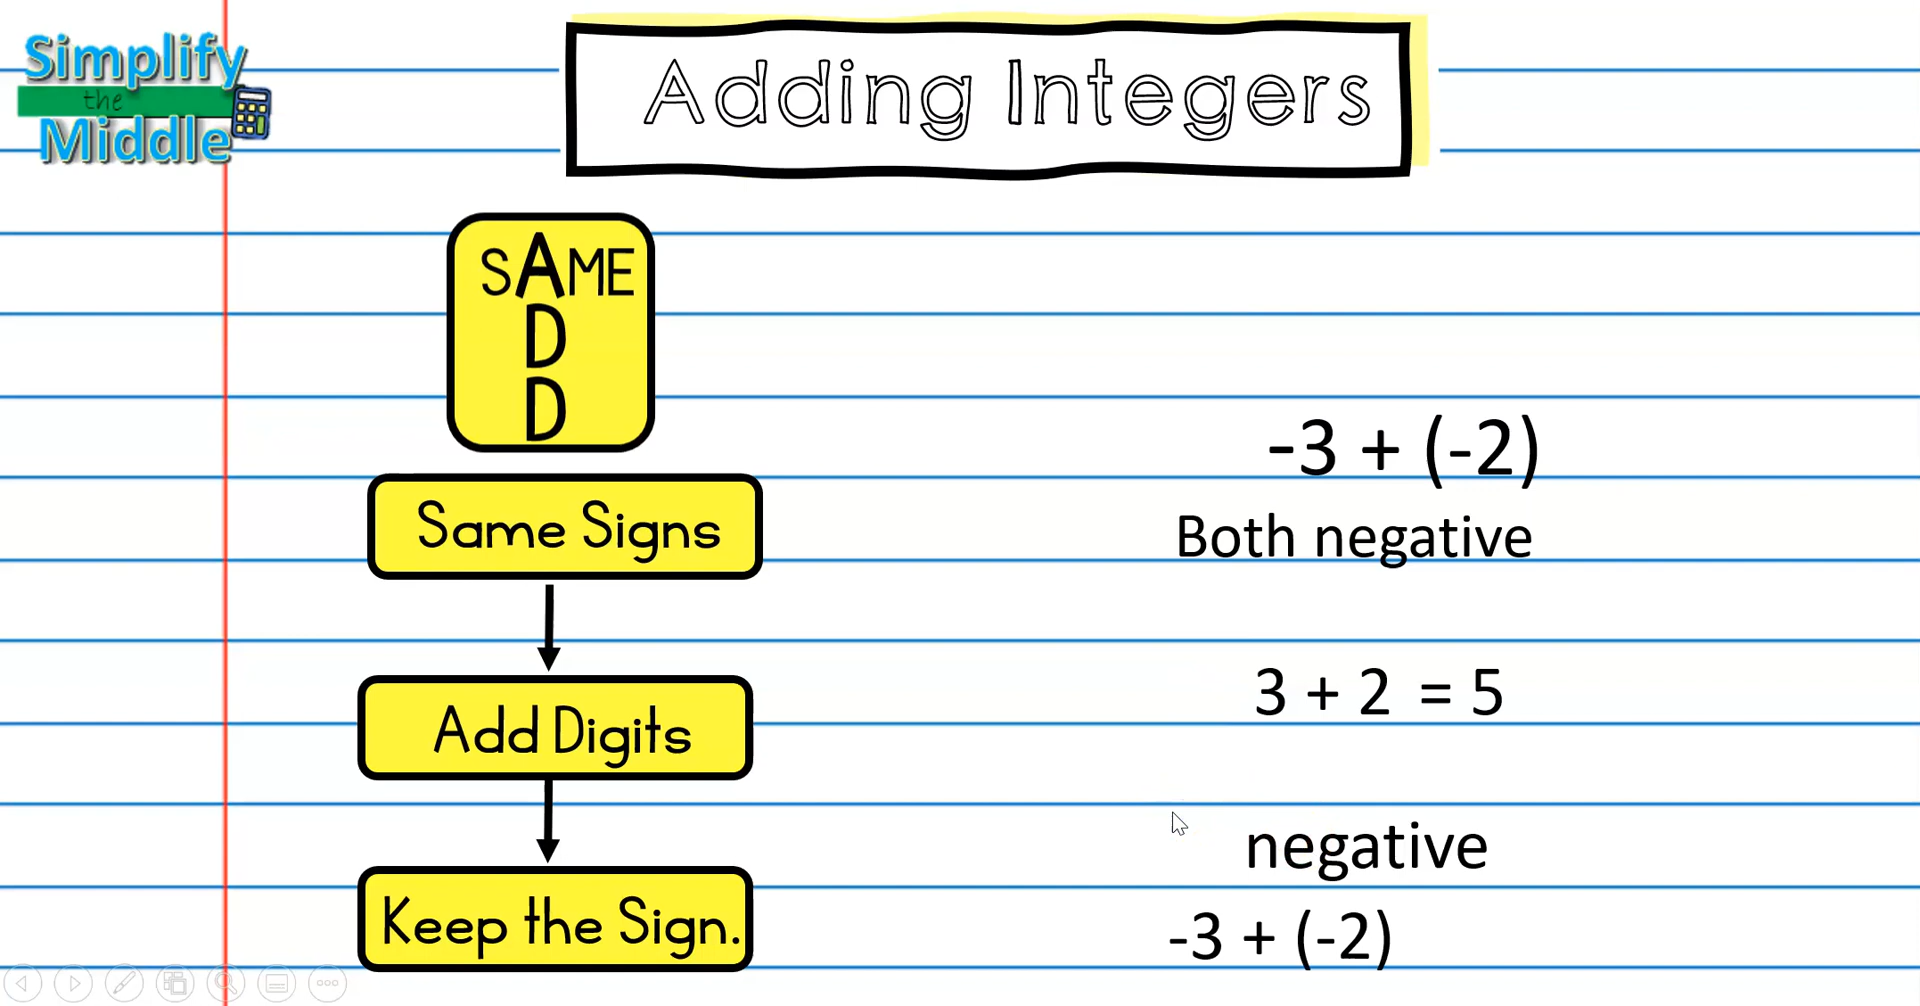 Simplify
the
Middle
Adding Integers
SAME
D
D
-3 + (-2)
Same Signs
Both negative
3 + 2 = 5
Add Digits
negative
Keep the Sign.
-3 + (-2)